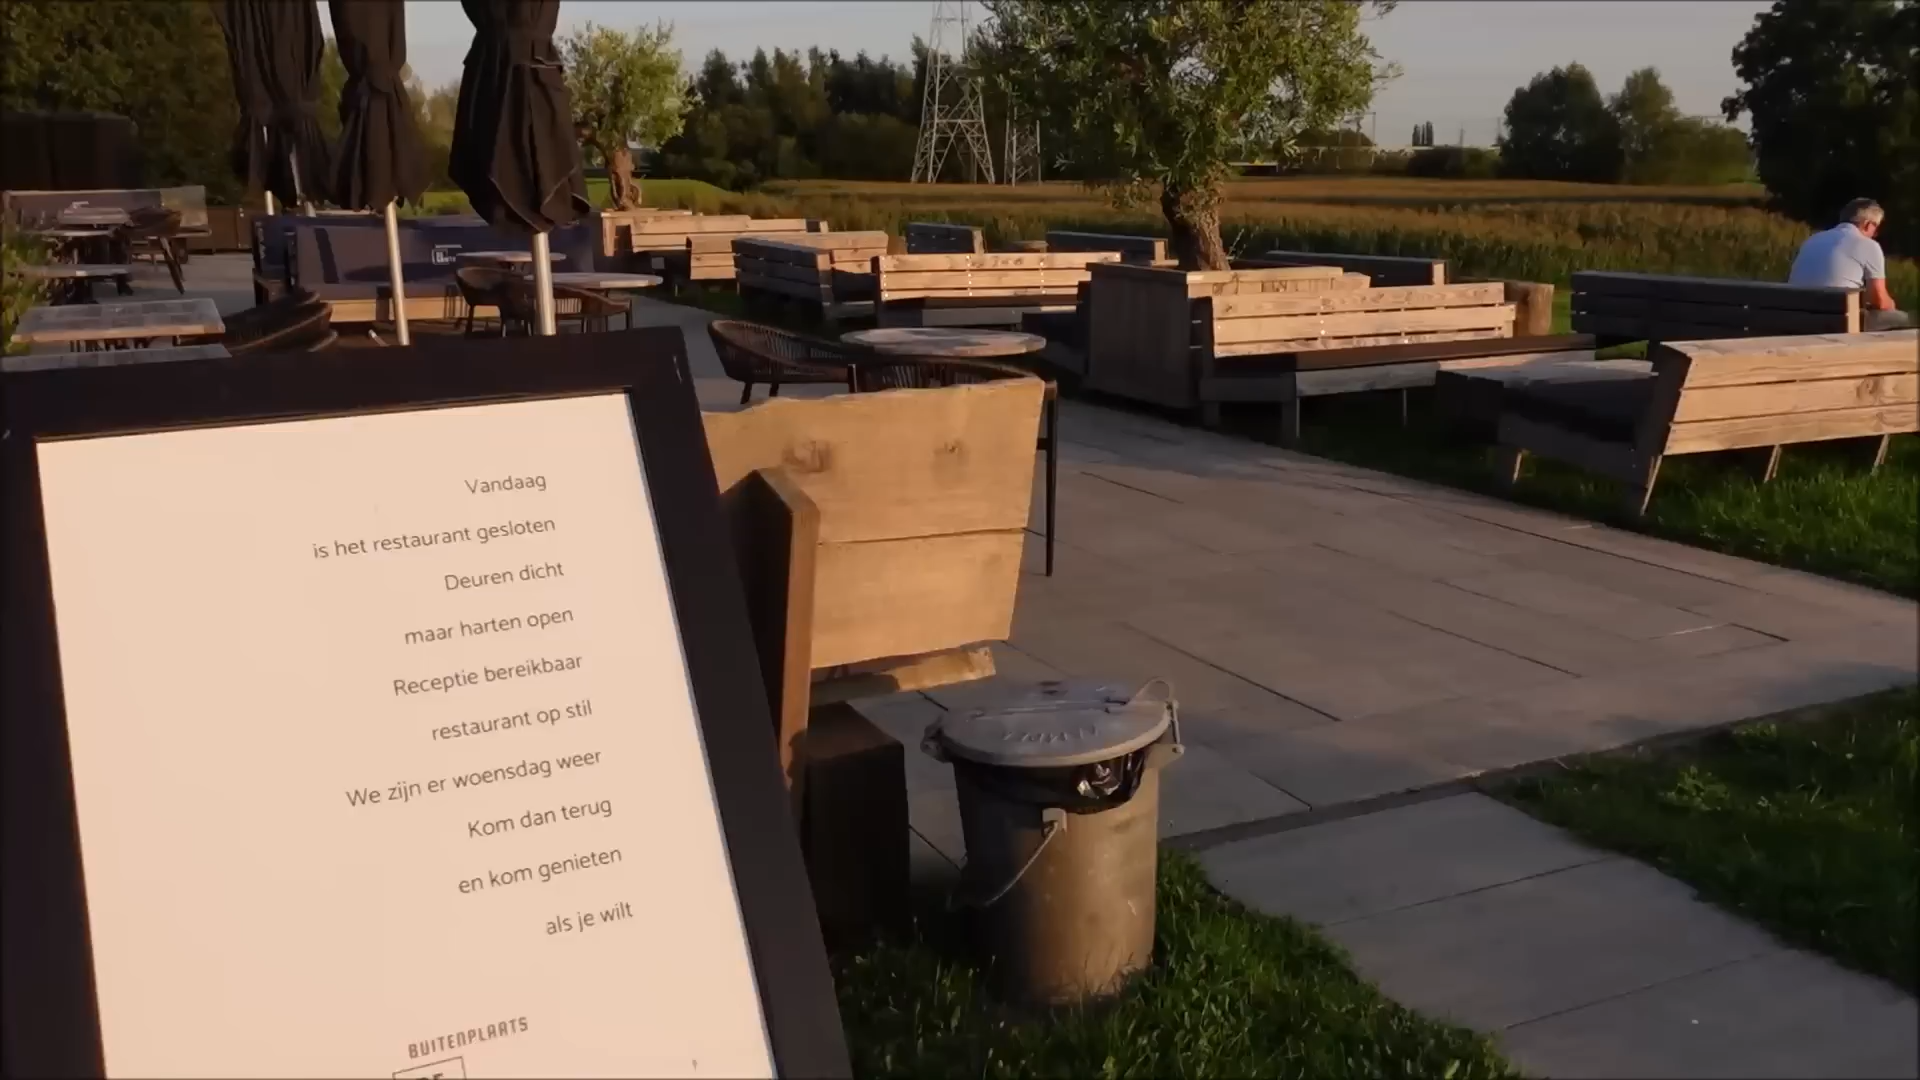 Vandaag
is het restaurant gesloten
Deuren dicht
maar harten open
Receptie bereikbaar
restaurant op stil
We zijn er woensdag weer
Kom dan terug
en kom genieten
als je wilt
BUITENPLAATS